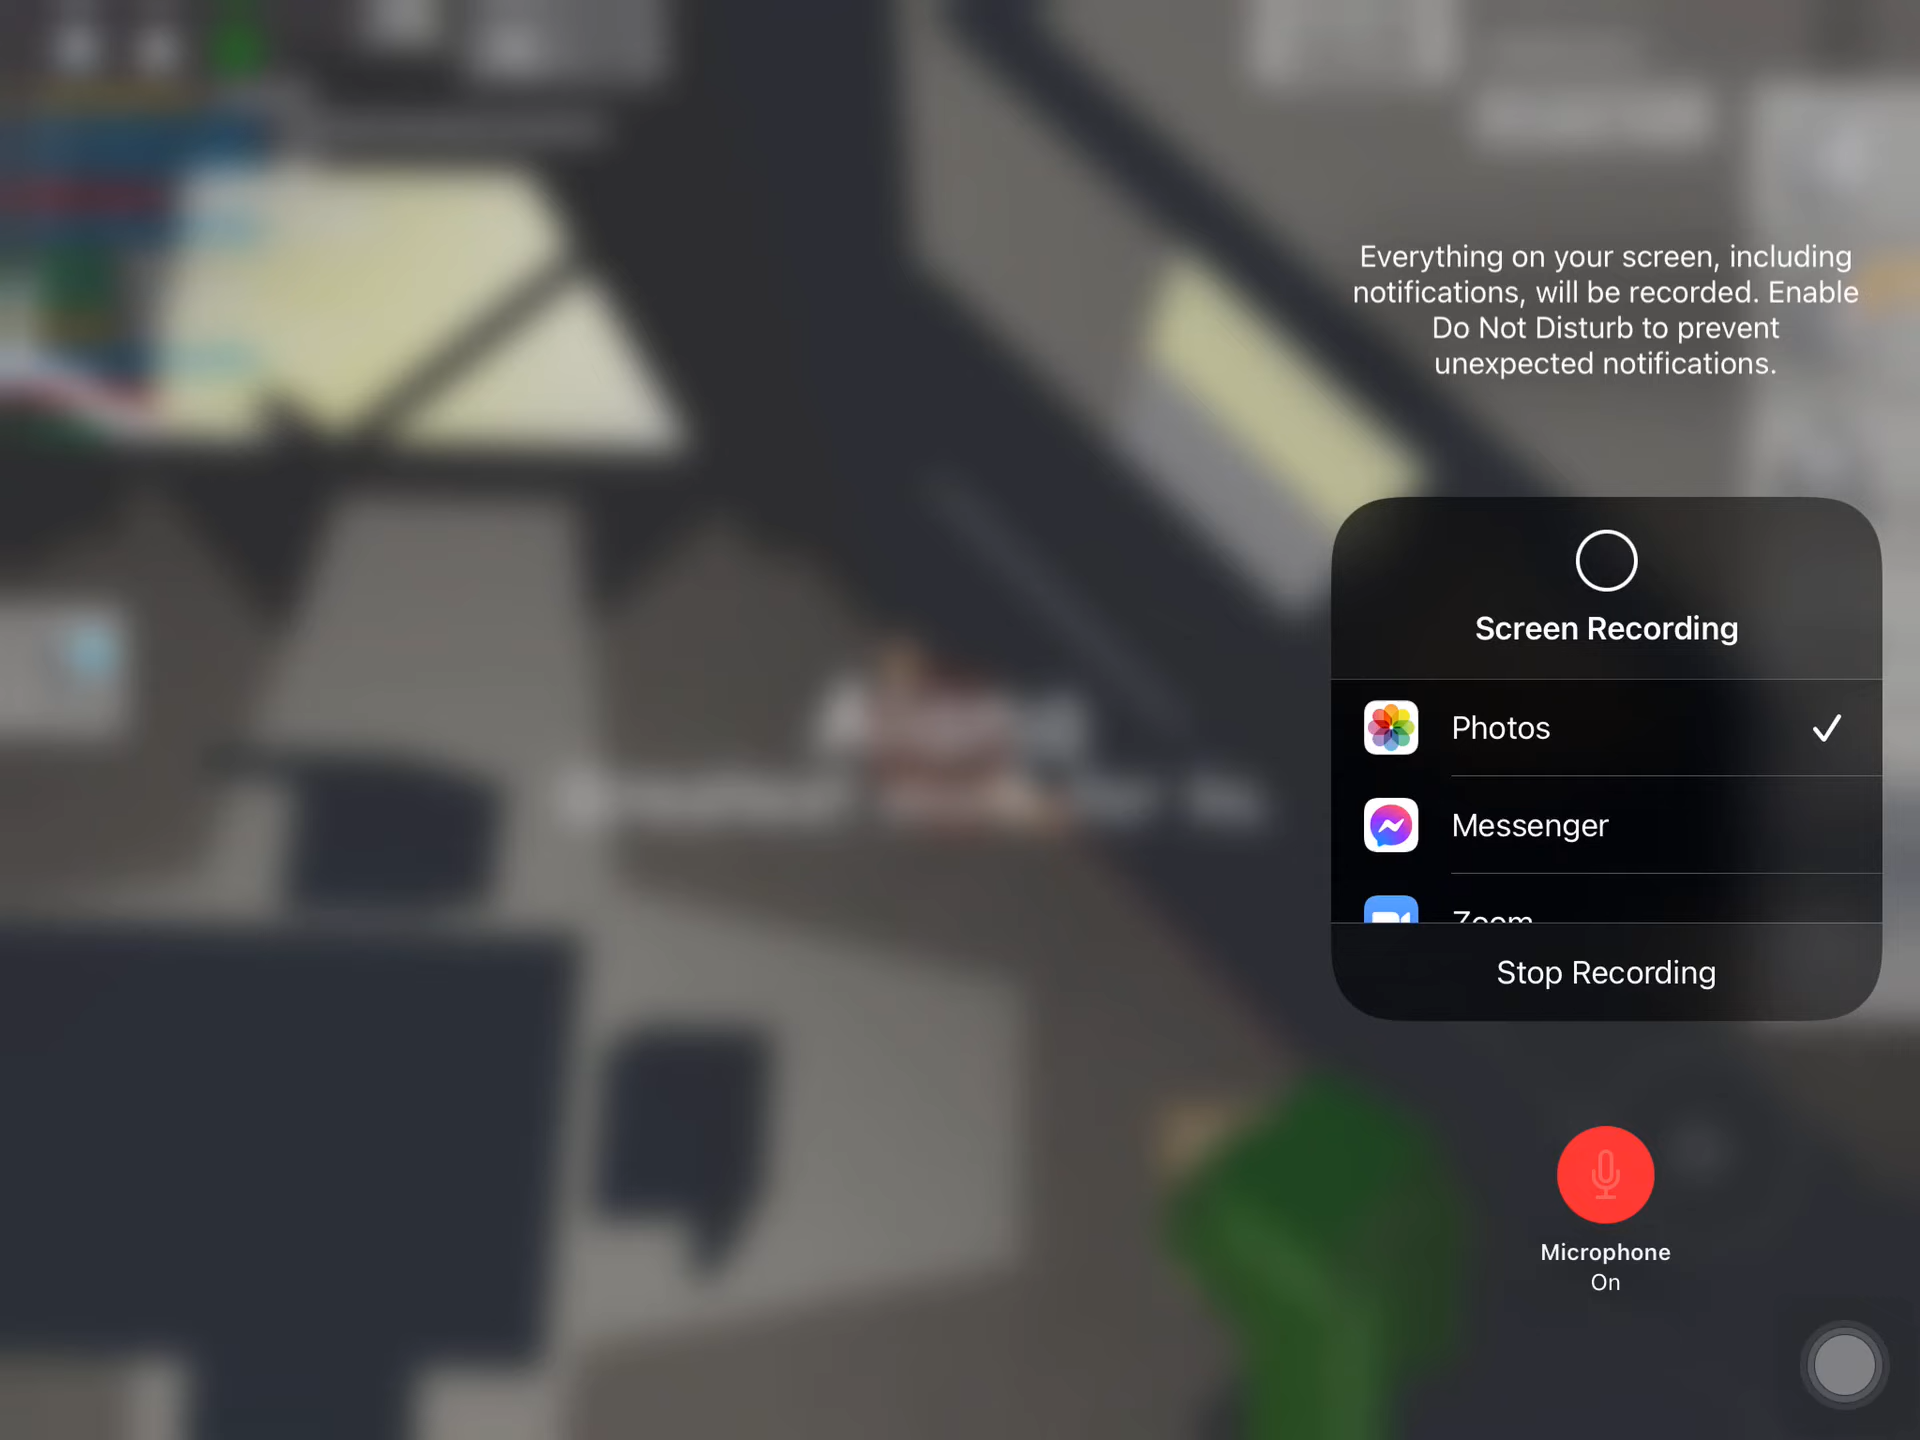 Everything on your screen, including
notifications, will be recorded. Enable
Do Not Disturb to prevent
unexpected notifications.
Screen Recording
Photos
Messenger
Zoom
Stop Recording
Microphone
On